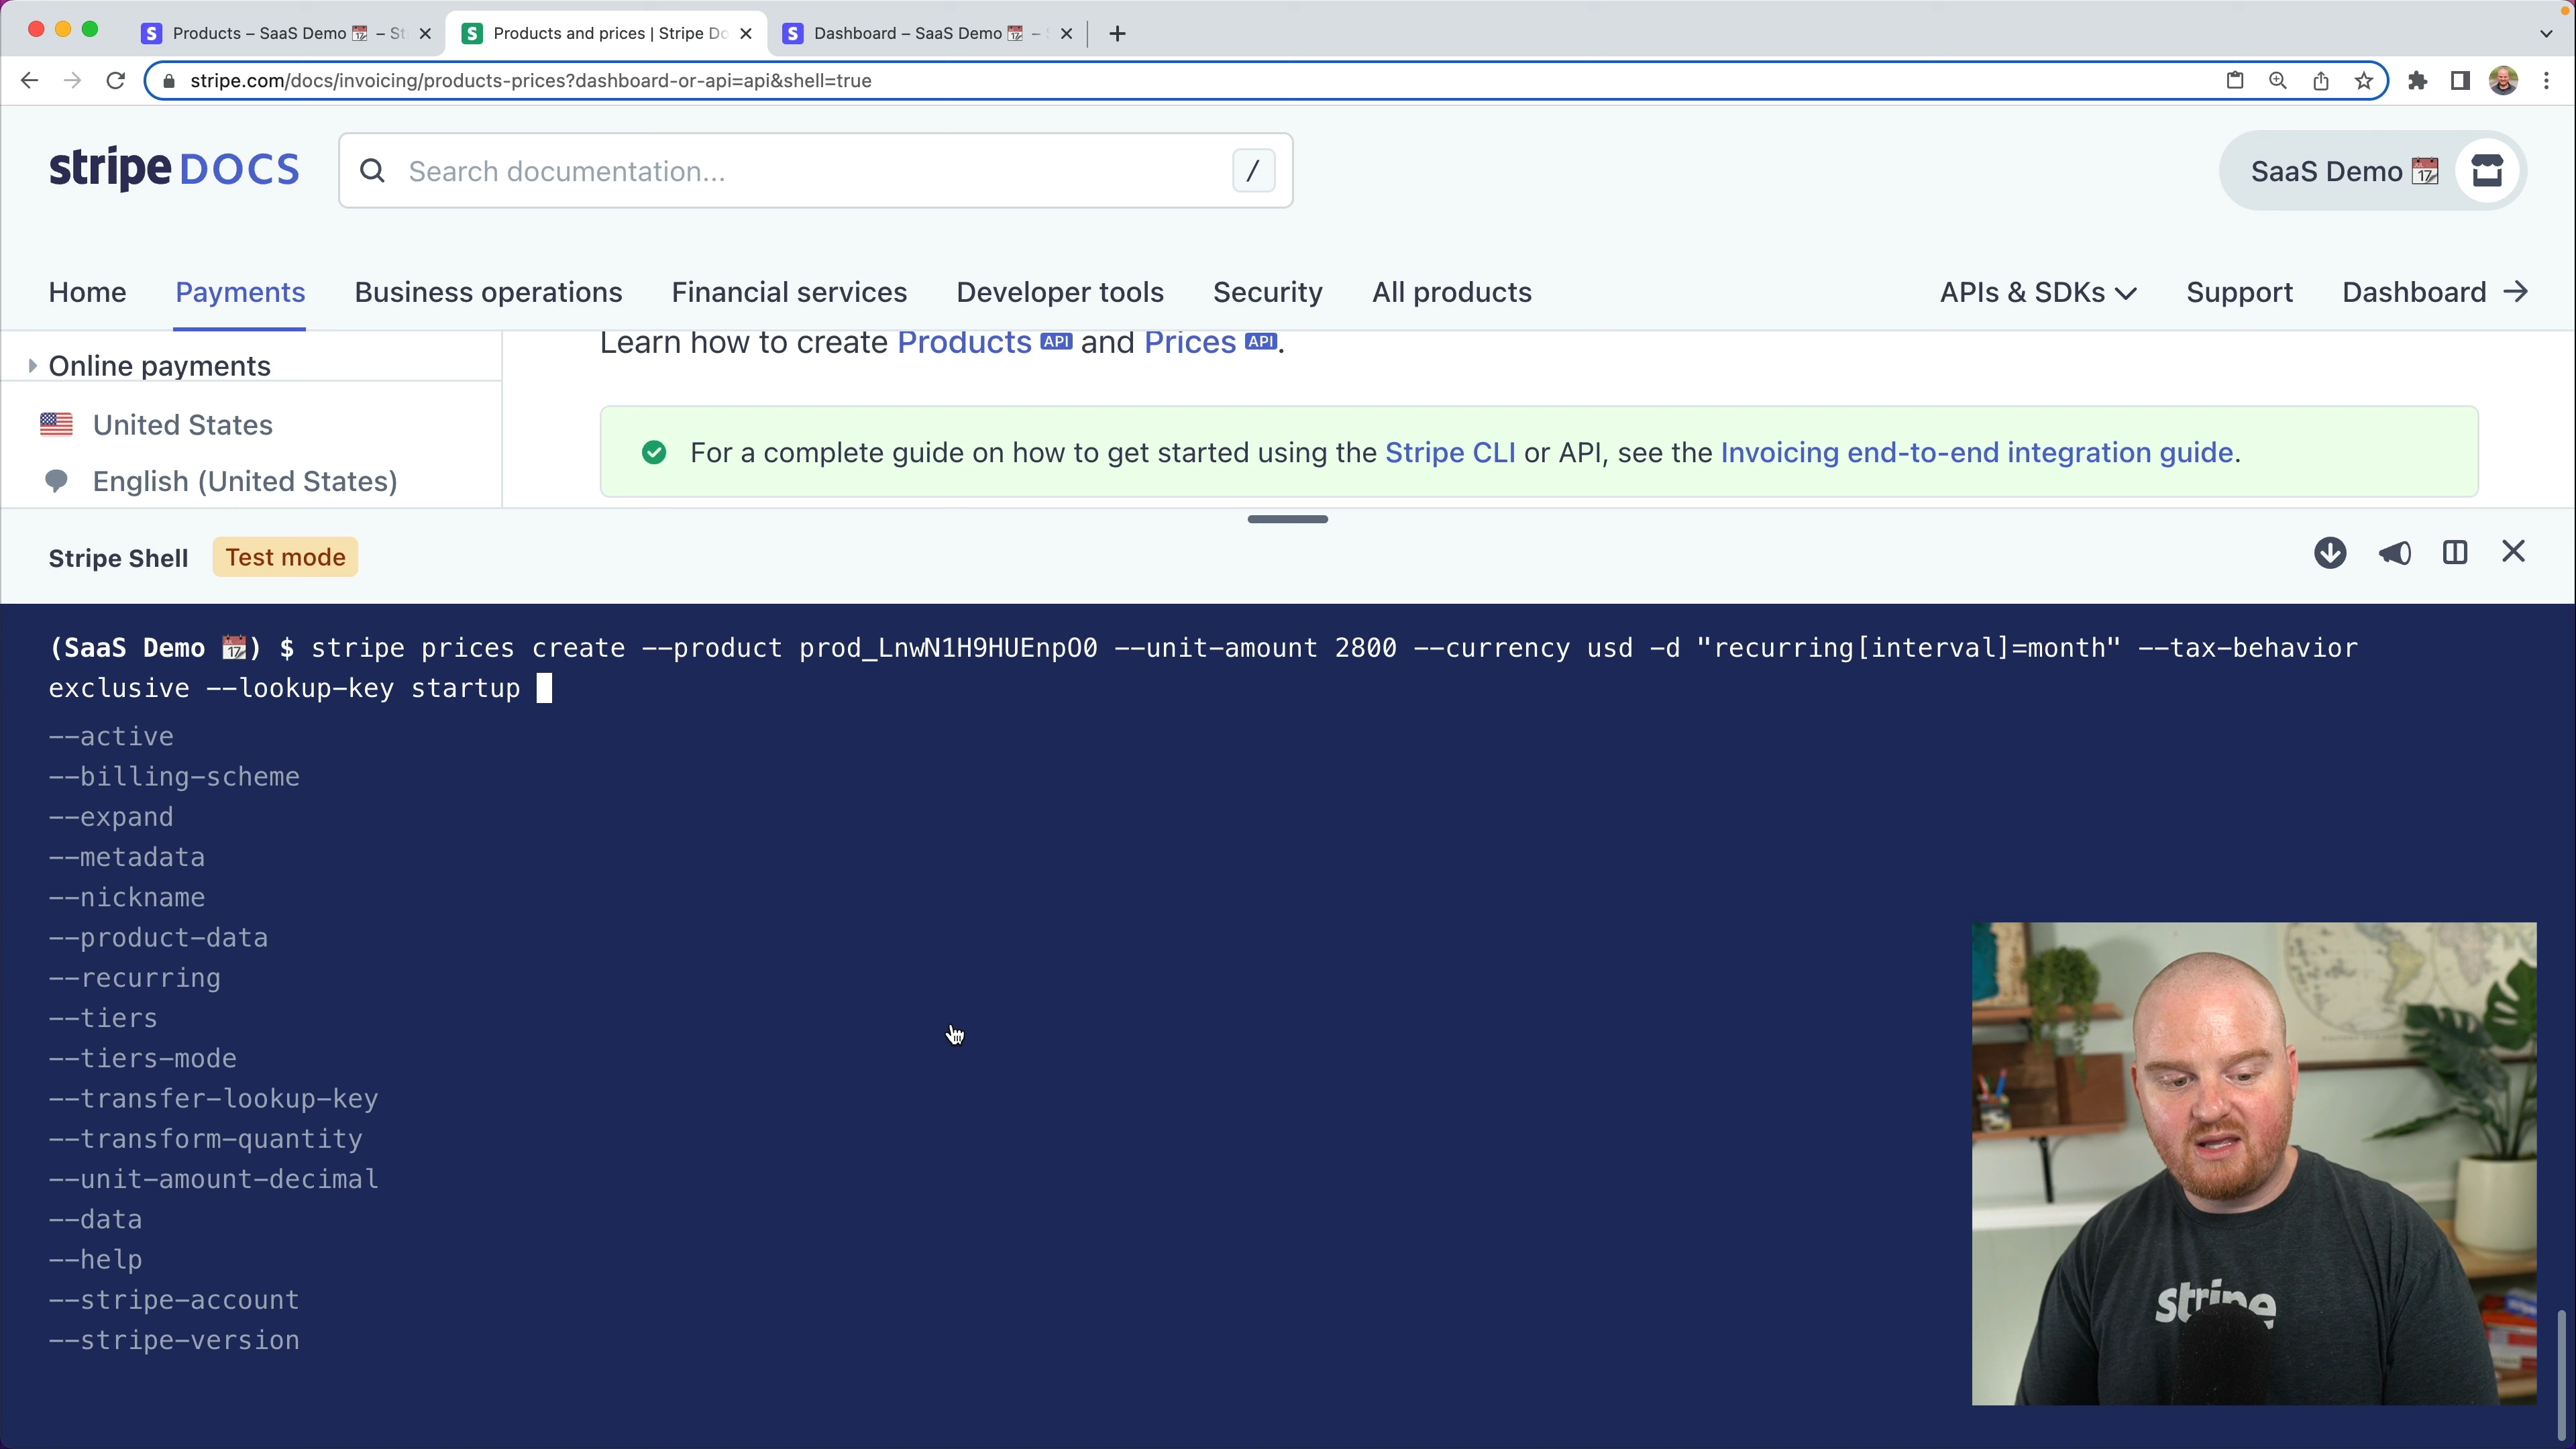 Products – SaaS Demo 📆 – St
Products and prices | Stripe Do
Dashboard – SaaS Demo 📆 –
stripe.com/docs/invoicing/products-prices?dashboard-or-api=api&shell=true
stripe DOCS
Search documentation...
/
SaaS Demo 📆
Home
Payments
Business operations
Financial services
Developer tools
Security
All products
APIs & SDKs
Support
Dashboard →
Online payments
Learn how to create Products API and Prices API.
United States
English (United States)
For a complete guide on how to get started using the Stripe CLI or API, see the Invoicing end-to-end integration guide.
Stripe Shell
Test mode
(SaaS Demo 📆) $ stripe prices create --product prod_LnwN1H9HUEnpO0 --unit-amount 2800 --currency usd -d "recurring[interval]=month" --tax-behavior
exclusive --lookup-key startup
--active
--billing-scheme
--expand
--metadata
--nickname
--product-data
--recurring
--tiers
--tiers-mode
--transfer-lookup-key
--transform-quantity
--unit-amount-decimal
--data
--help
--stripe-account
--stripe-version
stripe